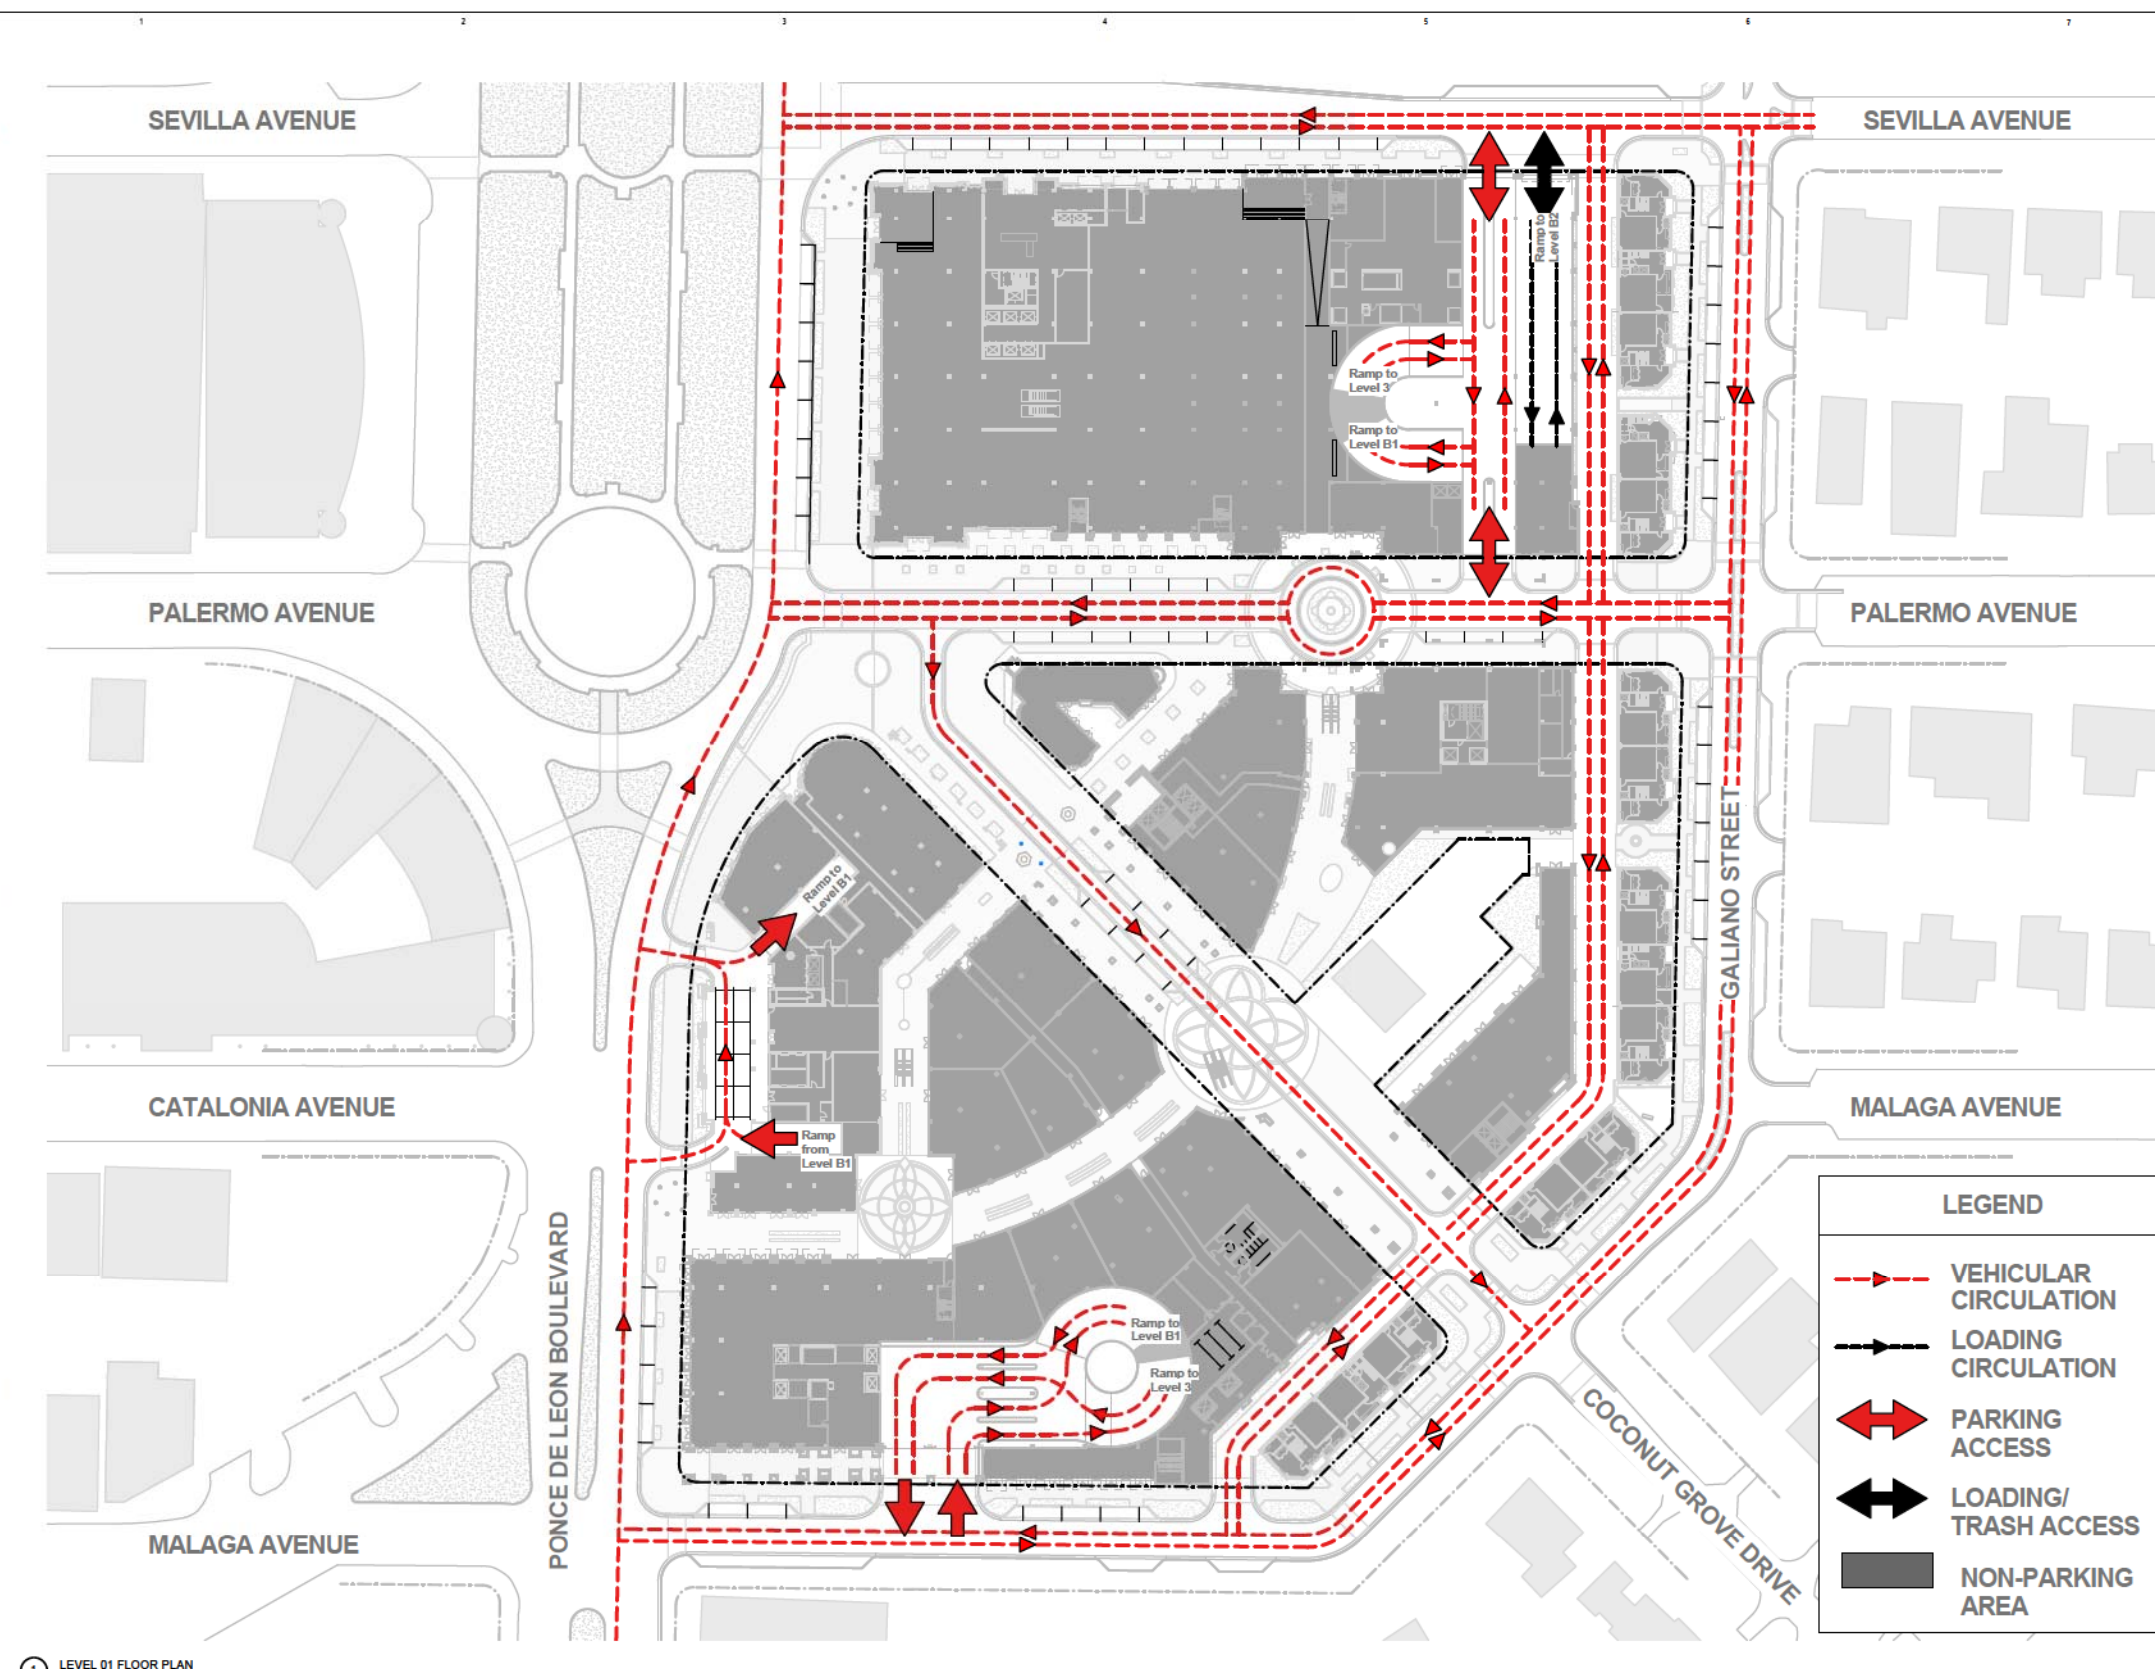 1 2 3 4 5 6 7
SEVILLA AVENUE
SEVILLA AVENUE
Ramp to
Level B2
Ramp to
Level 3
Ramp to
Level B1
PALERMO AVENUE
PALERMO AVENUE
Ramp to
Level B1
GALIANO STREET
CATALONIA AVENUE
MALAGA AVENUE
Ramp
from
Level B1
PONCE DE LEON BOULEVARD
Ramp to
Level B1
Ramp to
Level 3
COCONUT GROVE DRIVE
MALAGA AVENUE
LEGEND
VEHICULAR
CIRCULATION
LOADING
CIRCULATION
PARKING
ACCESS
LOADING/
TRASH ACCESS
NON-PARKING
AREA
1
LEVEL 01 FLOOR PLAN